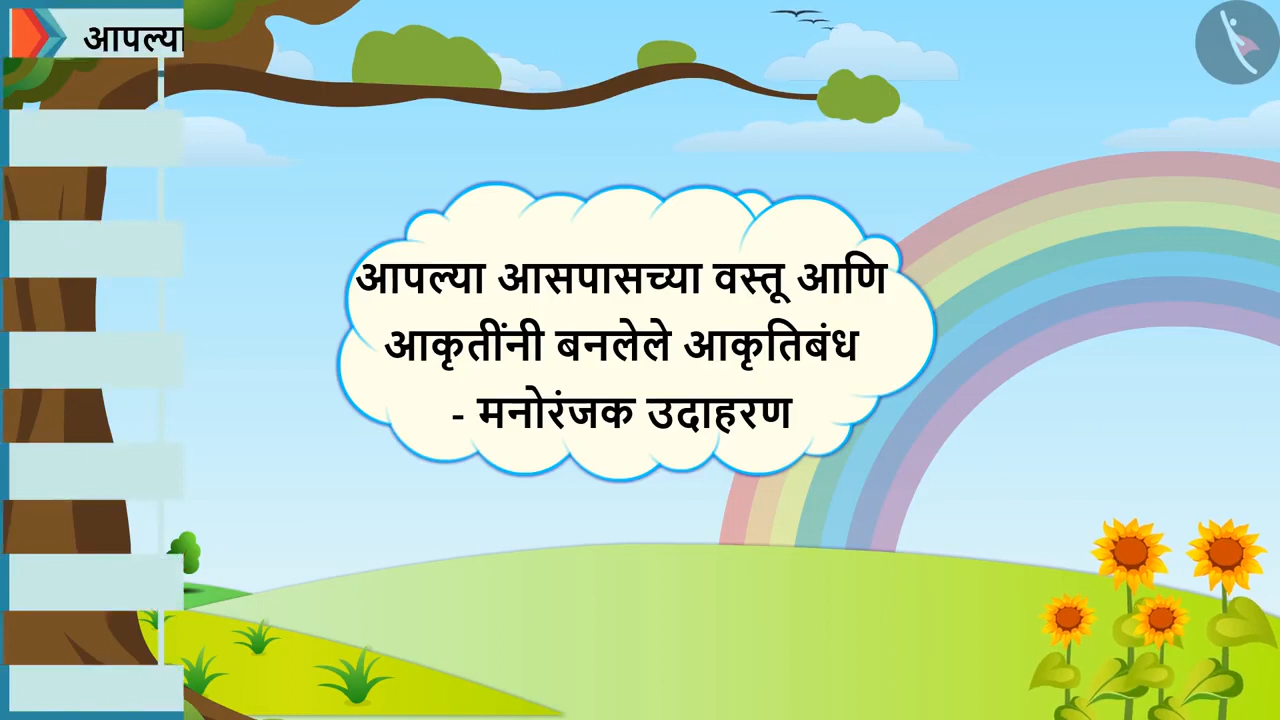 आपल्या
आपल्या आसपासच्या वस्तू आणि
आकृतींनी बनलेले आकृतिबंध
- मनोरंजक उदाहरण